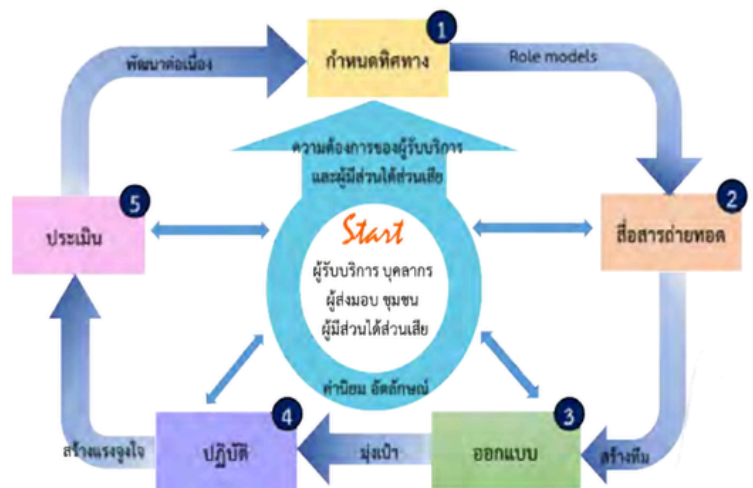 1
กำหนดทิศทาง
Role models
2
สื่อสารถ่ายทอด
สร้างทีม
3
ออกแบบ
มุ่งเป้า
4
ปฏิบัติ
สร้างแรงจูงใจ
5
ประเมิน
พัฒนาต่อเนื่อง
ความต้องการของผู้รับบริการ
และผู้มีส่วนได้ส่วนเสีย
Start
ผู้รับบริการ บุคลากร
ผู้ส่งมอบ ชุมชน
ผู้มีส่วนได้ส่วนเสีย
ค่านิยม อัตลักษณ์